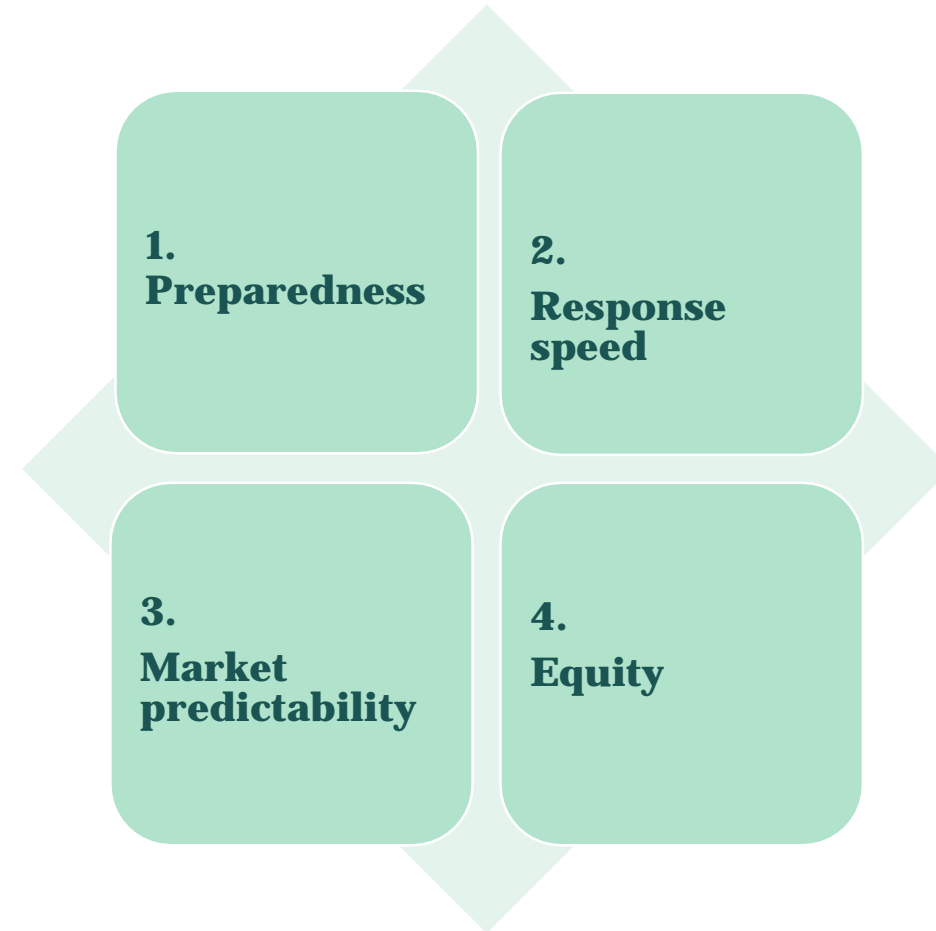 1.
Preparedness
2.
Response
speed
3.
Market
predictability
4.
Equity